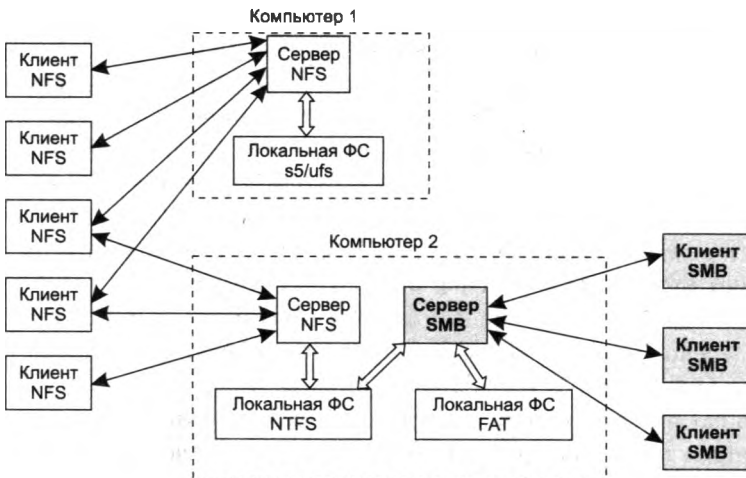 Компьютер 1
Клиент
NFS
Сервер
NFS
Клиент
NFS
Локальная ФС
s5/ufs
Клиент
NFS
Компьютер 2
Клиент
SMB
Клиент
NFS
Сервер
NFS
Сервер
SMB
Клиент
SMB
Клиент
NFS
Локальная ФС
NTFS
Локальная ФС
FAT
Клиент
SMB